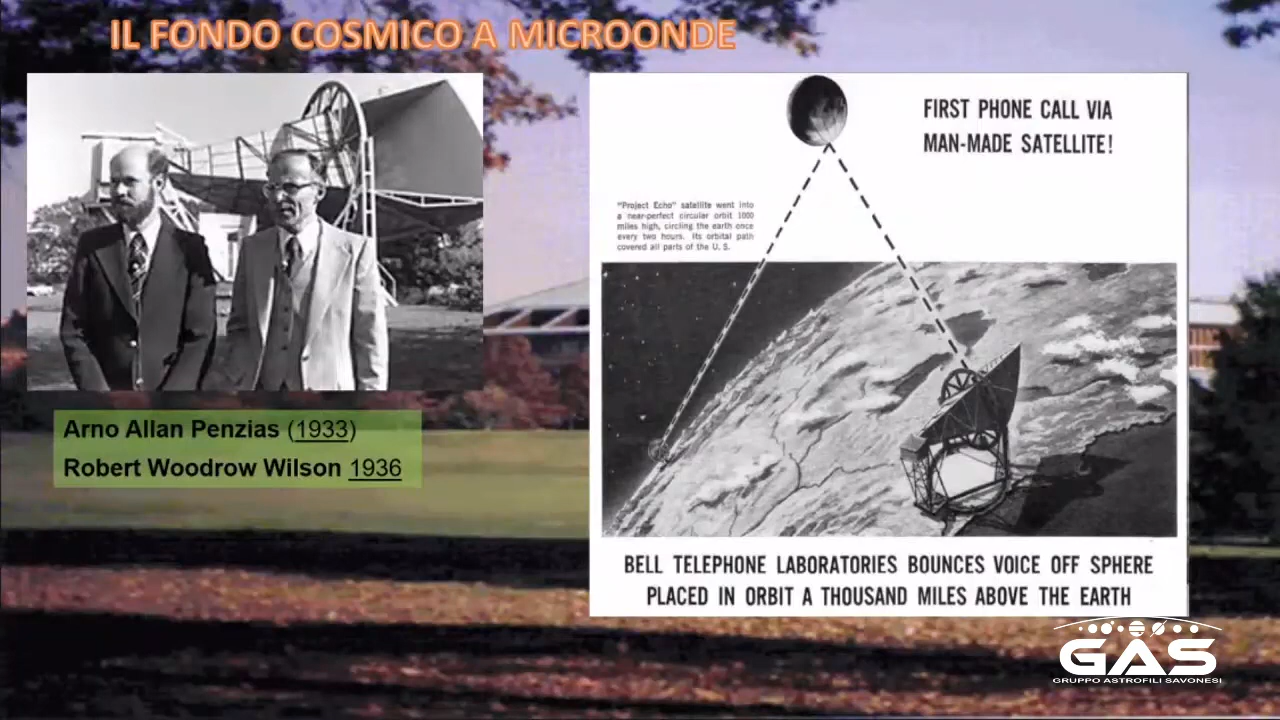 IL FONDO COSMICO A MICROONDE
Arno Allan Penzias (1933)
Robert Woodrow Wilson 1936
FIRST PHONE CALL VIA
MAN-MADE SATELLITE!
"Project Echo" satellite went into
a near-perfect circular orbit 1000
miles high, circling the earth once
every two hours. Its orbital path
covered all parts of the U. S.
BELL TELEPHONE LABORATORIES BOUNCES VOICE OFF SPHERE
PLACED IN ORBIT A THOUSAND MILES ABOVE THE EARTH
GAS
GRUPPO ASTROFILI SAVONESI